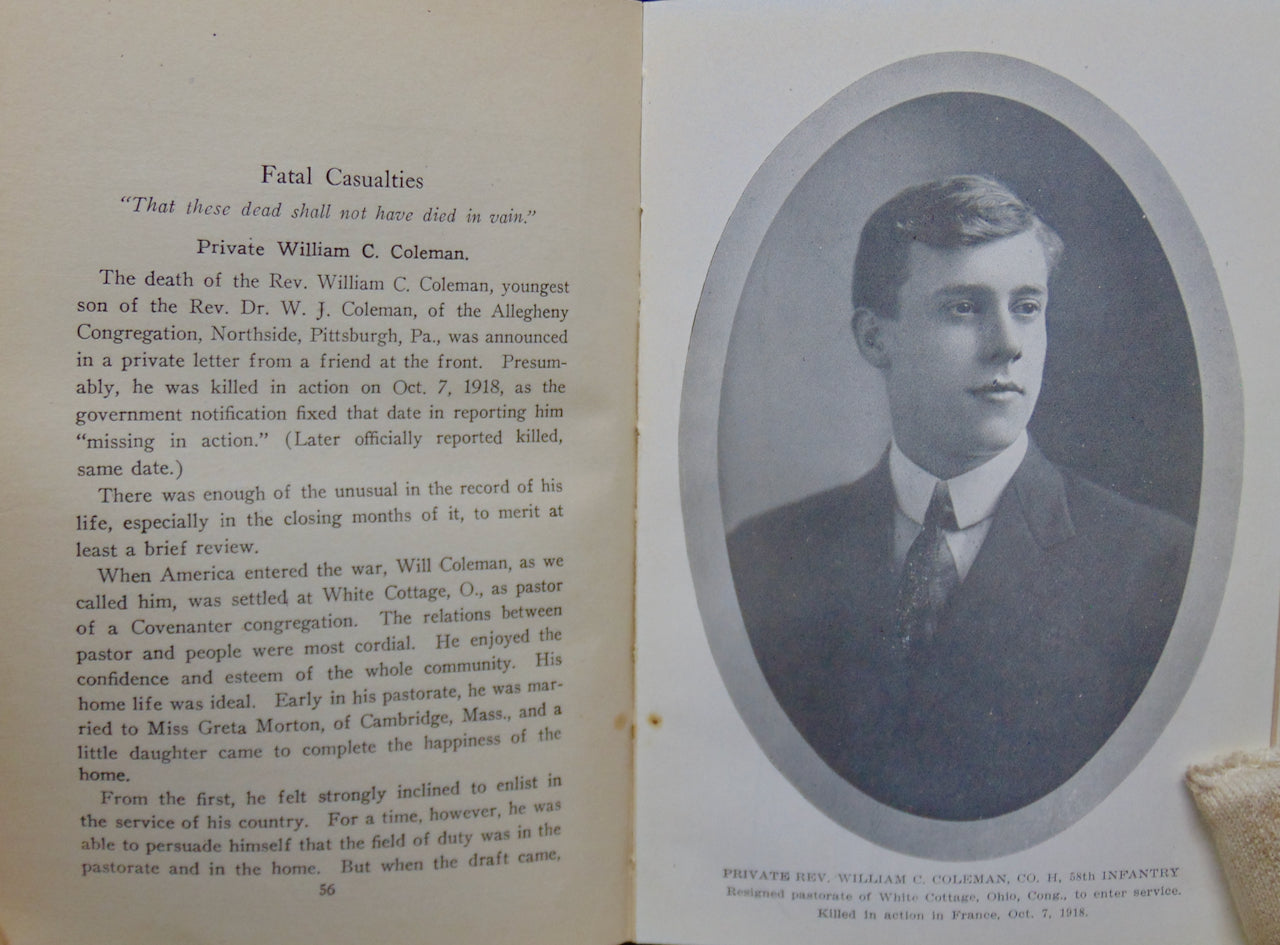 Fatal Casualties
“That these dead shall not have died in vain.”
Private William C. Coleman.
The death of the Rev. William C. Coleman, youngest
son of the Rev. Dr. W. J. Coleman, of the Allegheny
Congregation, Northside, Pittsburgh, Pa., was announced
in a private letter from a friend at the front. Presum-
ably, he was killed in action on Oct. 7, 1918, as the
government notification fixed that date in reporting him
“missing in action.” (Later officially reported killed,
same date.)
There was enough of the unusual in the record of his
life, especially in the closing months of it, to merit at
least a brief review.
When America entered the war, Will Coleman, as we
called him, was settled at White Cottage, O., as pastor
of a Covenanter congregation. The relations between
pastor and people were most cordial. He enjoyed the
confidence and esteem of the whole community. His
home life was ideal. Early in his pastorate, he was mar-
ried to Miss Greta Morton, of Cambridge, Mass., and a
little daughter came to complete the happiness of the
home.
From the first, he felt strongly inclined to enlist in
the service of his country. For a time, however, he was
able to persuade himself that the field of duty was in the
pastorate and in the home. But when the draft came,
56
PRIVATE REV. WILLIAM C. COLEMAN, CO. H, 58th INFANTRY
Resigned pastorate of White Cottage, Ohio, Cong., to enter service.
Killed in action in France, Oct. 7, 1918.